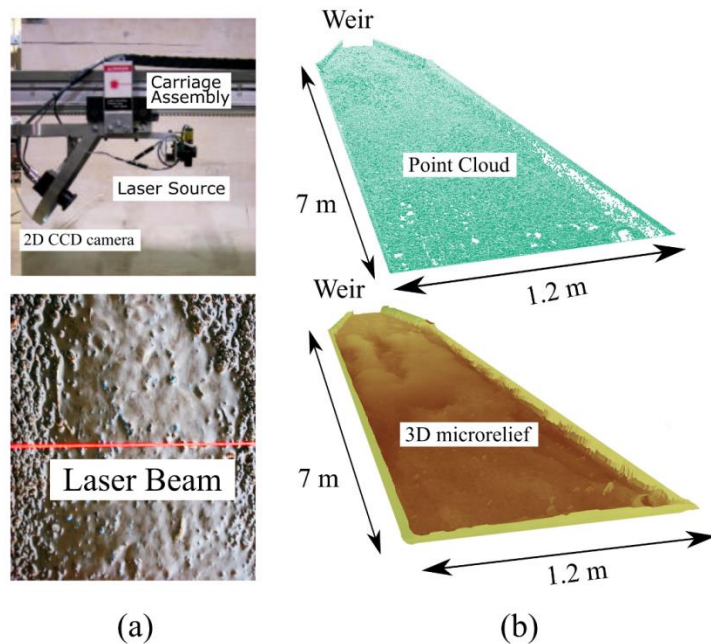 Carriage
Assembly
Laser Source
2D CCD camera
Laser Beam
(a)
Weir
Point Cloud
7 m
1.2 m
Weir
3D microrelief
7 m
1.2 m
(b)